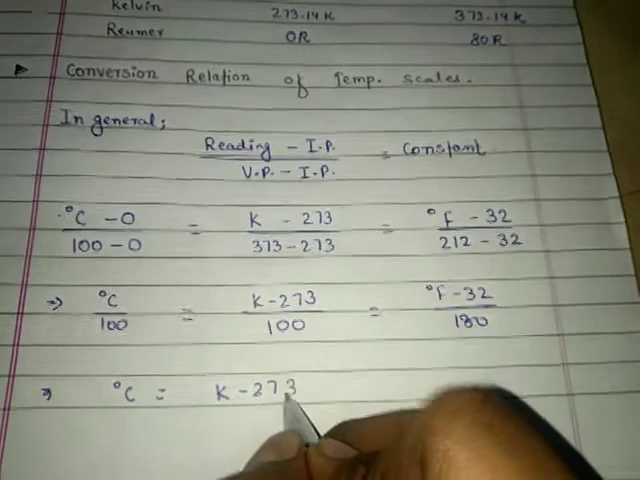 Kelvin 273.14 K 373.14 K
Reumer 0R 80R
Conversion Relation of Temp. scales.
In general;
Reading - I.P. / V.P. - I.P. = Constant
°C - 0 / 100 - 0 = K - 273 / 373 - 273 = °F - 32 / 212 - 32
⇒ °C / 100 = K - 273 / 100 = °F - 32 / 180
⇒ °C = K - 273